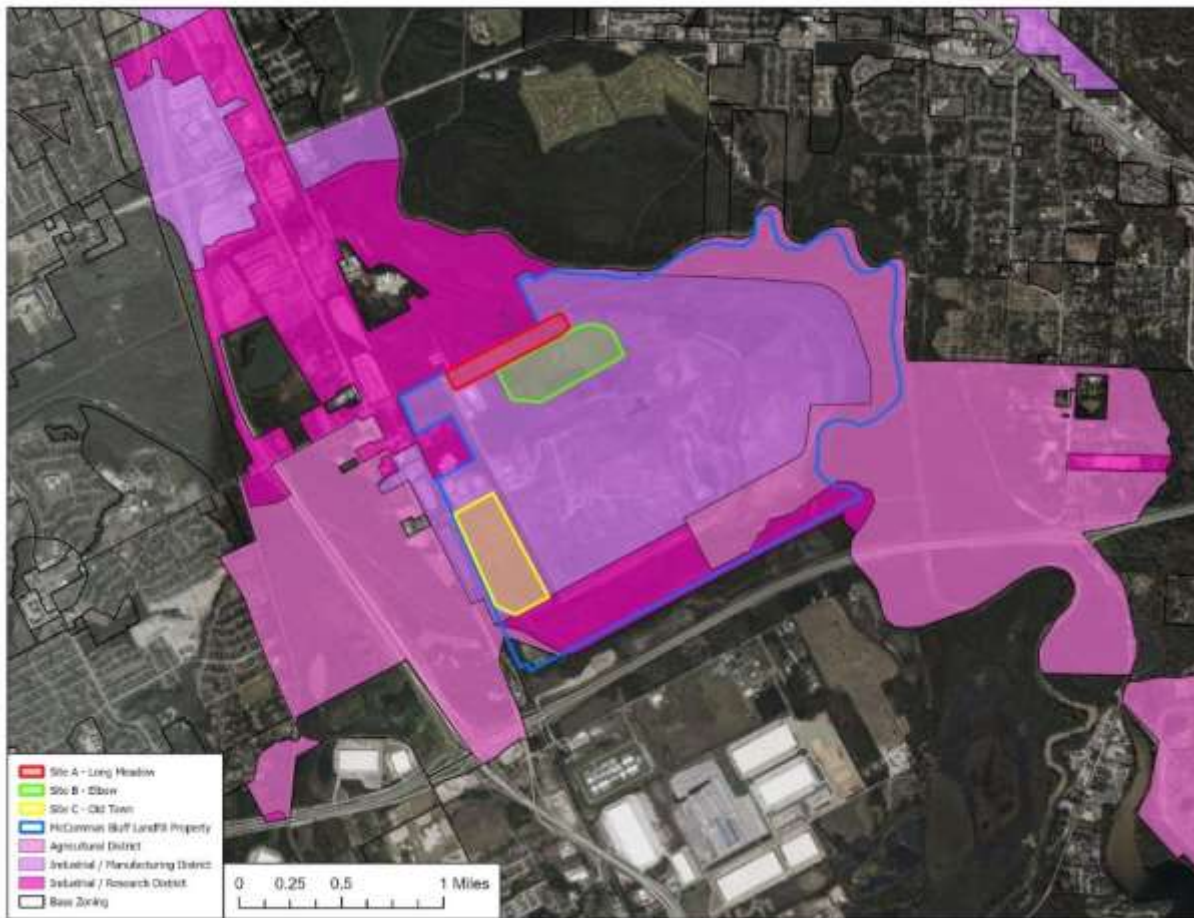 Site A - Long Meadow
Site B - Elbow
Site C - Old Town
McCommas Bluff Landfill Property
Agricultural District
Industrial / Manufacturing District
Industrial / Research District
Base Zoning
0 0.25 0.5 1 Miles